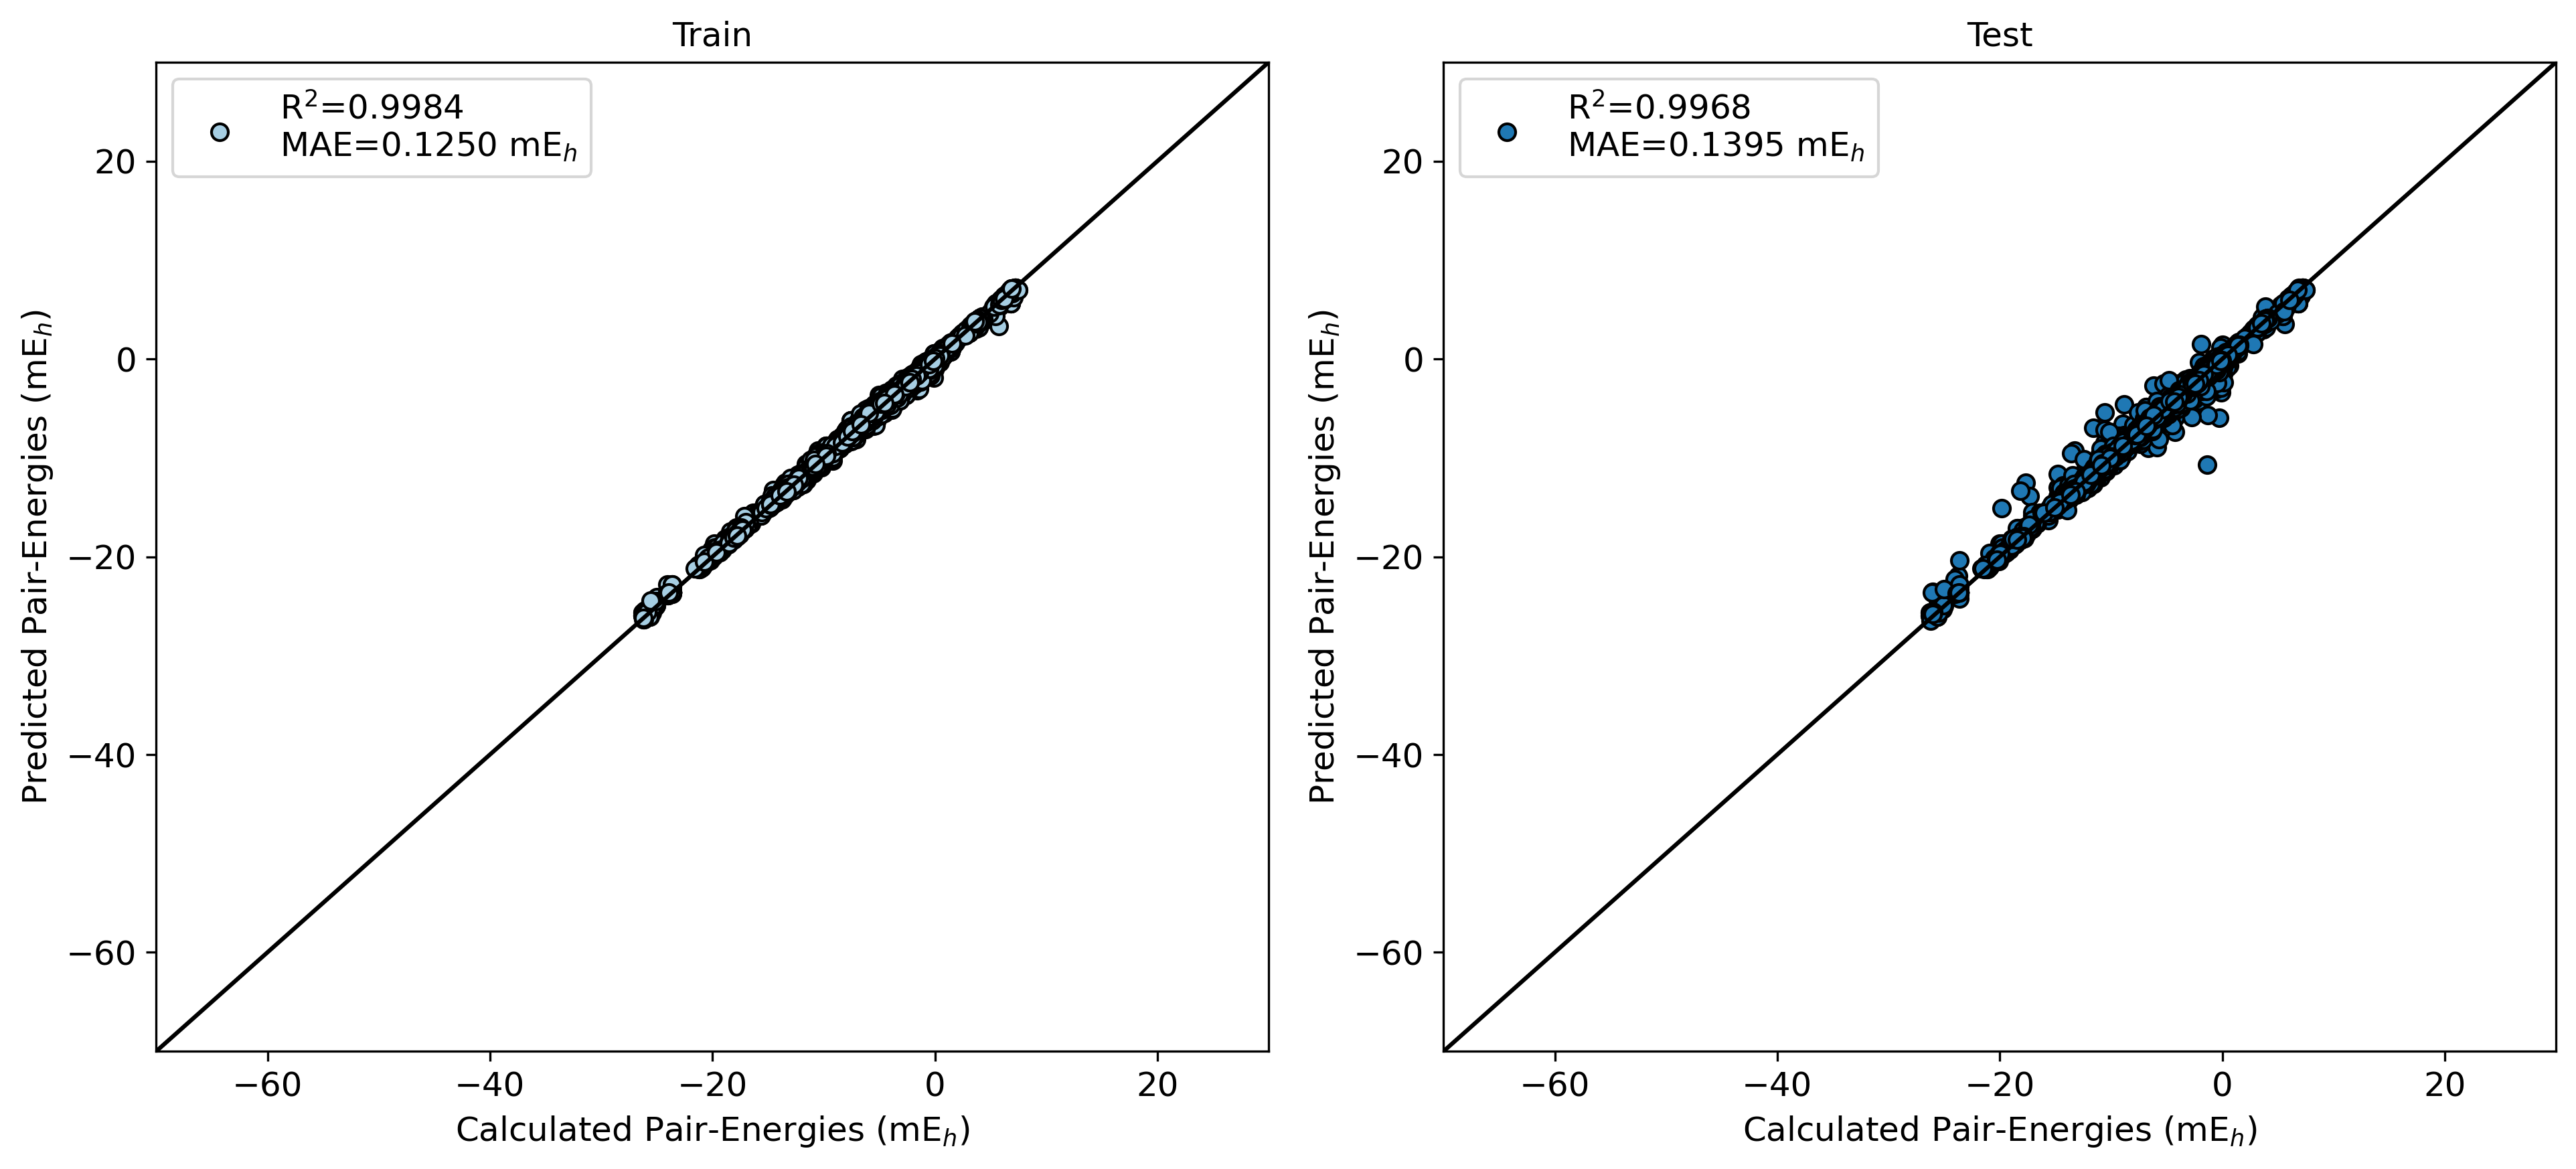 Train
R²=0.9984
MAE=0.1250 mEₕ
20
0
−20
−40
−60
Predicted Pair-Energies (mEₕ)
−60 −40 −20 0 20
Calculated Pair-Energies (mEₕ)
Test
R²=0.9968
MAE=0.1395 mEₕ
20
0
−20
−40
−60
Predicted Pair-Energies (mEₕ)
−60 −40 −20 0 20
Calculated Pair-Energies (mEₕ)